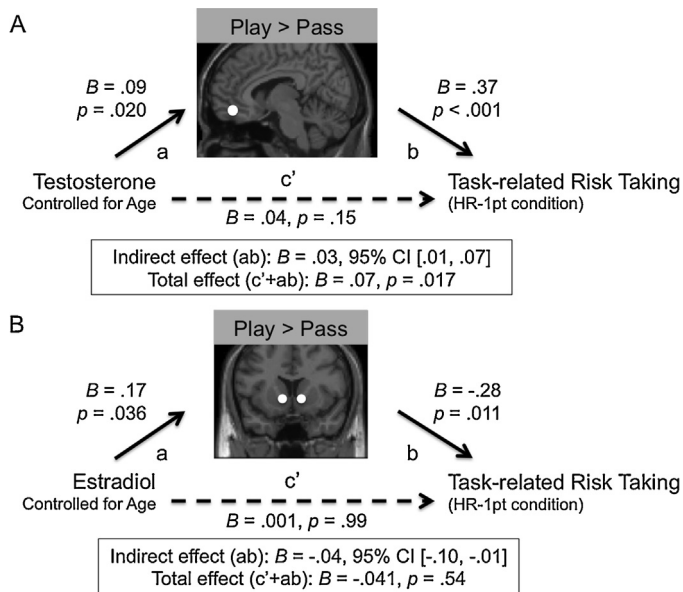 A
Play > Pass
B = .09
p = .020
B = .37
p < .001
a
b
Testosterone
Controlled for Age
c’
Task-related Risk Taking
(HR-1pt condition)
B = .04, p = .15
Indirect effect (ab): B = .03, 95% CI [.01, .07]
Total effect (c’+ab): B = .07, p = .017
B
Play > Pass
B = .17
p = .036
B = -.28
p = .011
a
b
Estradiol
Controlled for Age
c’
Task-related Risk Taking
(HR-1pt condition)
B = .001, p = .99
Indirect effect (ab): B = -.04, 95% CI [-.10, -.01]
Total effect (c’+ab): B = -.041, p = .54